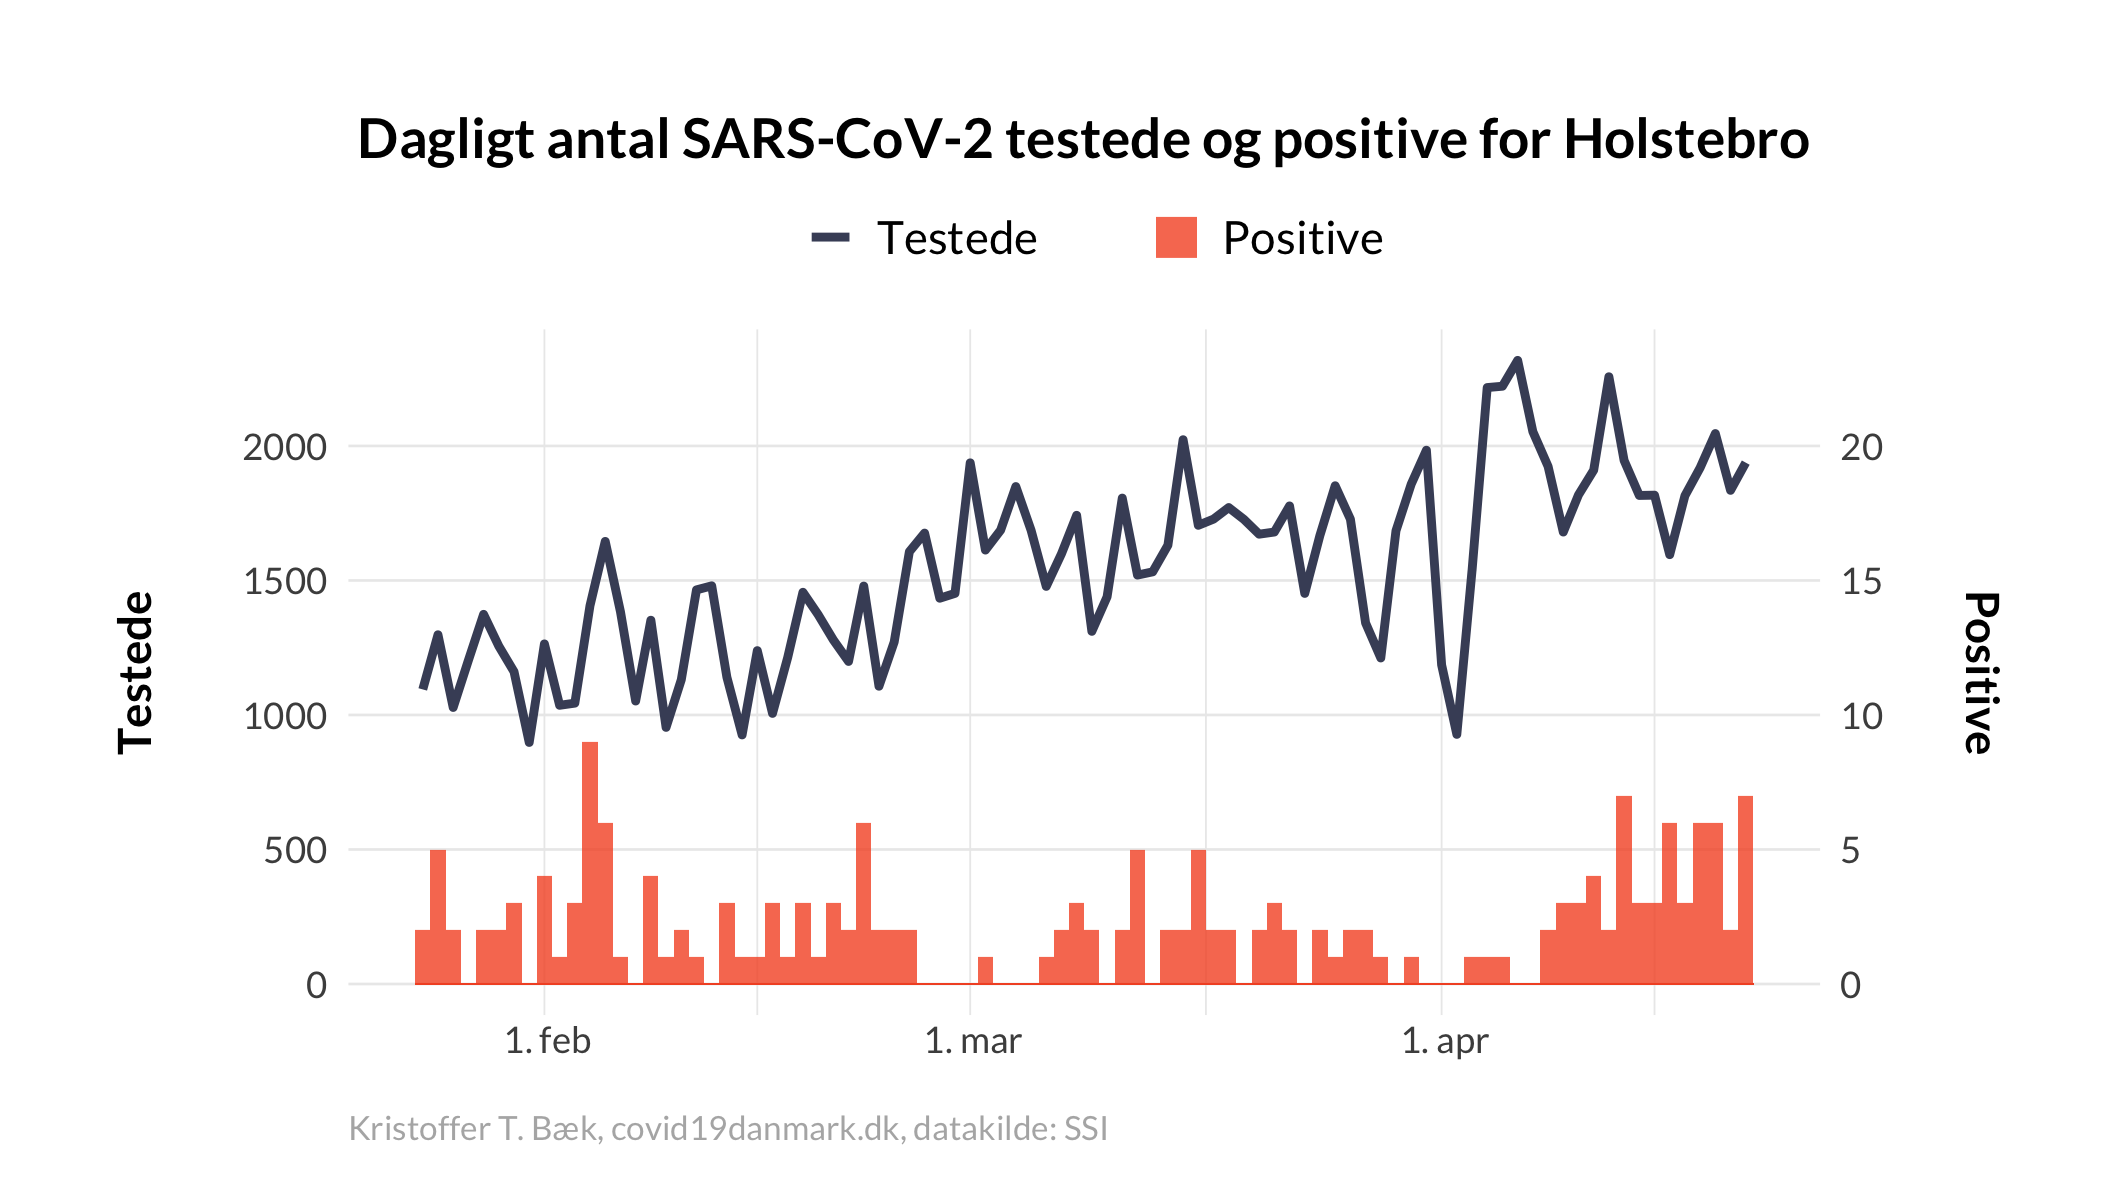 Dagligt antal SARS-CoV-2 testede og positive for Holstebro
Testede
Positive
2000
1500
1000
500
0
Testede
20
15
10
5
0
Positive
1. feb
1. mar
1. apr
Kristoffer T. Bæk, covid19danmark.dk, datakilde: SSI